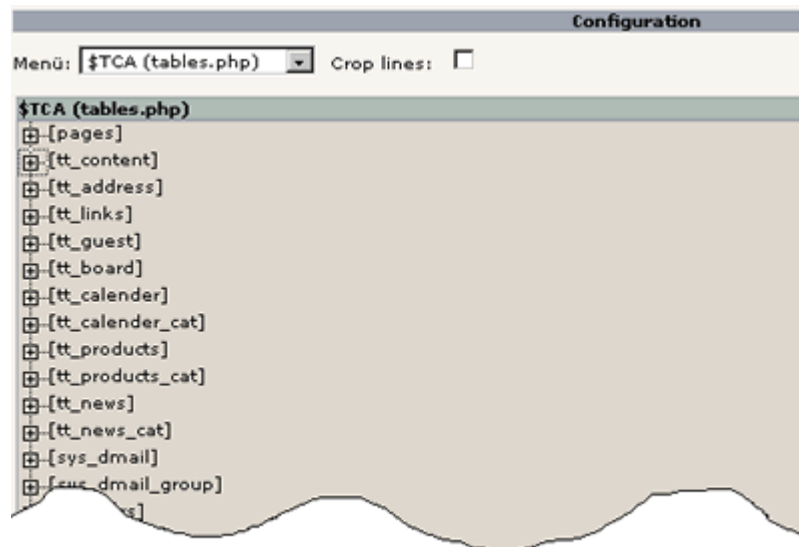 Configuration
Menü: $TCA (tables.php) Crop lines:
$TCA (tables.php)
[pages]
[tt_content]
[tt_address]
[tt_links]
[tt_guest]
[tt_board]
[tt_calender]
[tt_calender_cat]
[tt_products]
[tt_products_cat]
[tt_news]
[tt_news_cat]
[sys_dmail]
[sys_dmail_group]